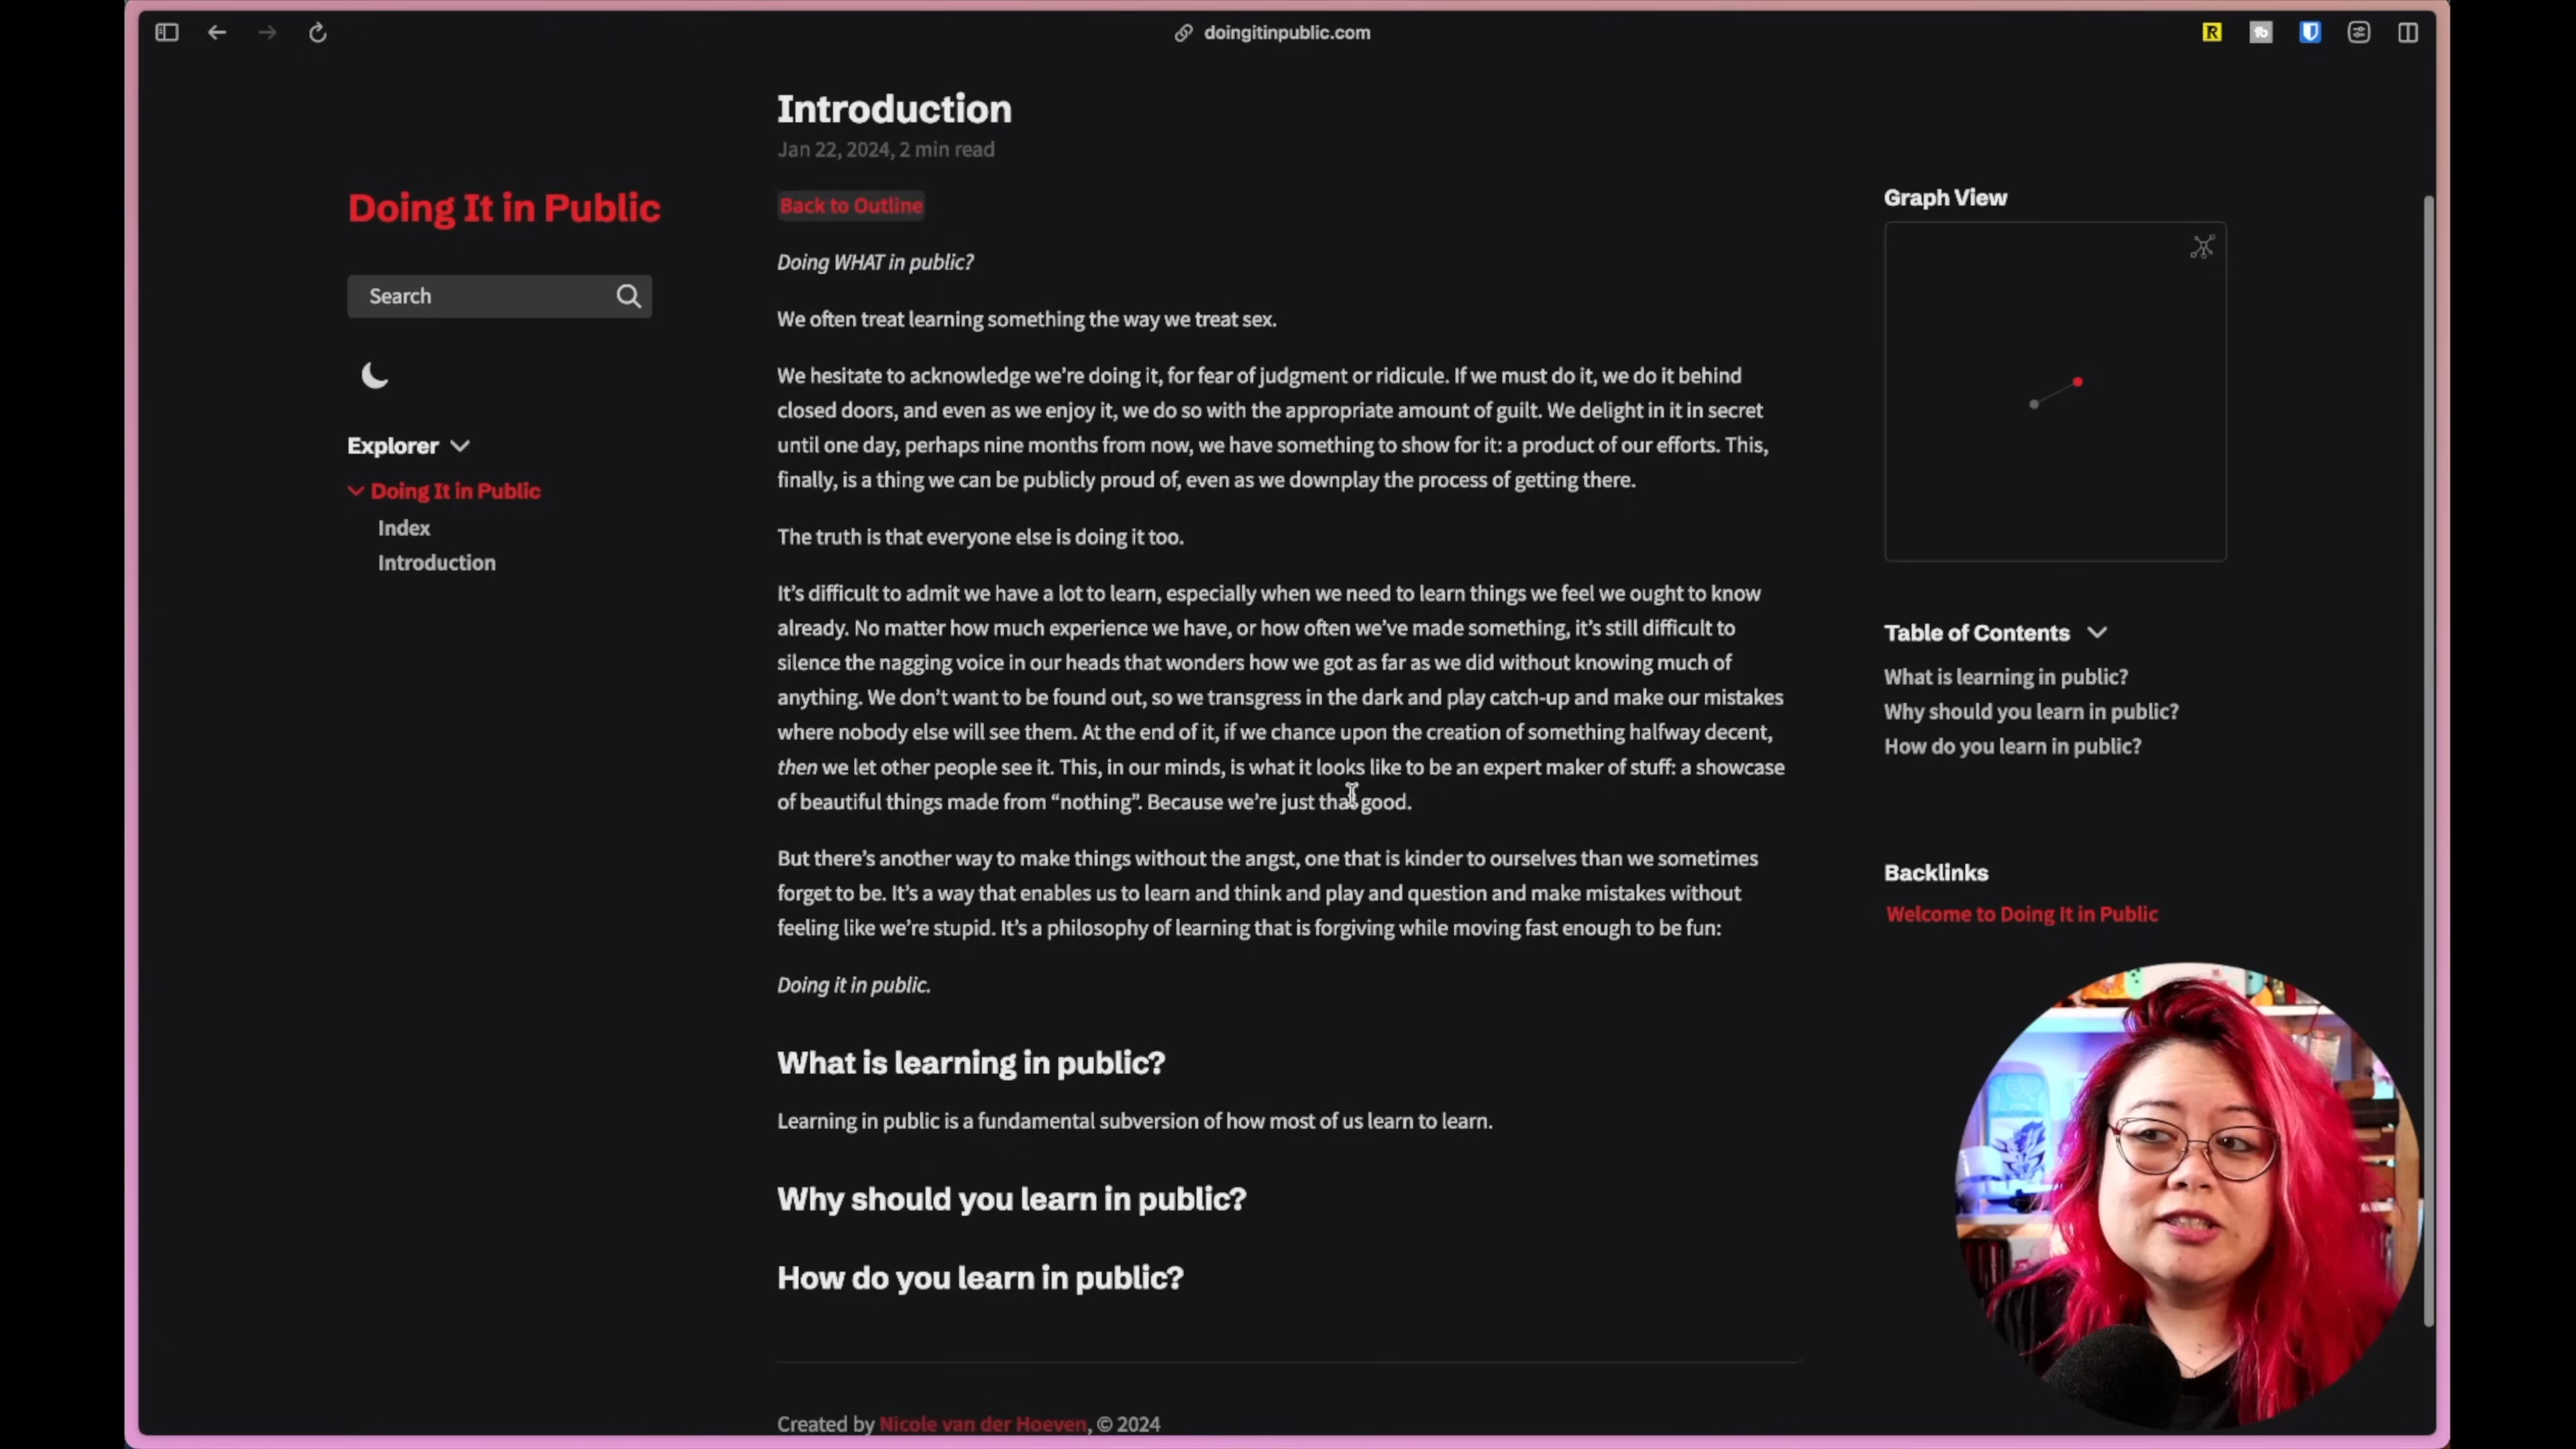 doingitinpublic.com
R
tb
Doing It in Public
Search
Explorer
Doing It in Public
Index
Introduction
Introduction
Jan 22, 2024, 2 min read
Back to Outline
Doing WHAT in public?
We often treat learning something the way we treat sex.
We hesitate to acknowledge we’re doing it, for fear of judgment or ridicule. If we must do it, we do it behind
closed doors, and even as we enjoy it, we do so with the appropriate amount of guilt. We delight in it in secret
until one day, perhaps nine months from now, we have something to show for it: a product of our efforts. This,
finally, is a thing we can be publicly proud of, even as we downplay the process of getting there.
The truth is that everyone else is doing it too.
It’s difficult to admit we have a lot to learn, especially when we need to learn things we feel we ought to know
already. No matter how much experience we have, or how often we’ve made something, it’s still difficult to
silence the nagging voice in our heads that wonders how we got as far as we did without knowing much of
anything. We don’t want to be found out, so we transgress in the dark and play catch-up and make our mistakes
where nobody else will see them. At the end of it, if we chance upon the creation of something halfway decent,
then we let other people see it. This, in our minds, is what it looks like to be an expert maker of stuff: a showcase
of beautiful things made from “nothing”. Because we’re just that good.
But there’s another way to make things without the angst, one that is kinder to ourselves than we sometimes
forget to be. It’s a way that enables us to learn and think and play and question and make mistakes without
feeling like we’re stupid. It’s a philosophy of learning that is forgiving while moving fast enough to be fun:
Doing it in public.
What is learning in public?
Learning in public is a fundamental subversion of how most of us learn to learn.
Why should you learn in public?
How do you learn in public?
Created by Nicole van der Hoeven, © 2024
Graph View
Table of Contents
What is learning in public?
Why should you learn in public?
How do you learn in public?
Backlinks
Welcome to Doing It in Public